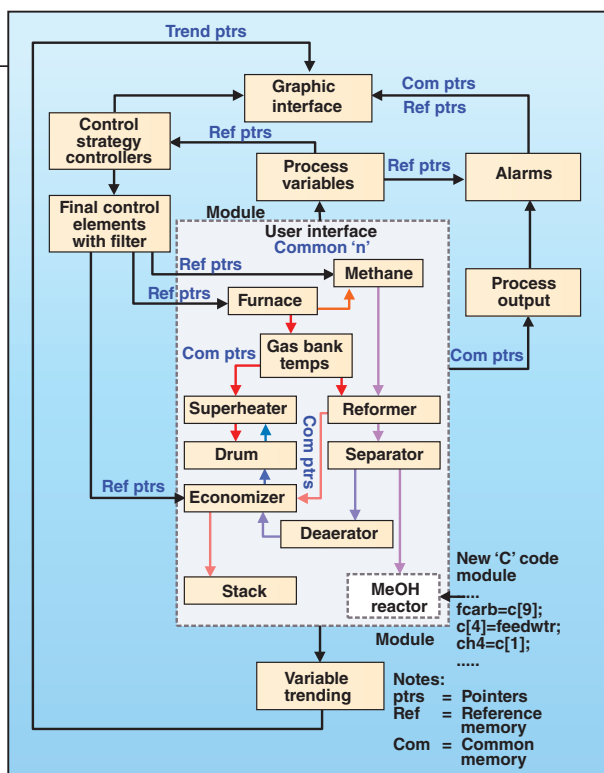 Trend ptrs
Graphic
interface
Com ptrs
Ref ptrs
Control
strategy
controllers
Ref ptrs
Process
variables
Ref ptrs
Alarms
Final control
elements
with filter
Module
User interface
Common 'n'
Ref ptrs
Methane
Process
output
Ref ptrs
Furnace
Com ptrs
Gas bank
temps
Com ptrs
Superheater
Reformer
Com ptrs
Drum
Separator
Ref ptrs
Economizer
Deaerator
Stack
MeOH
reactor
New 'C' code
module
.....
fcarb=c[9];
c[4]=feedwtr;
ch4=c[1];
.....
Module
Variable
trending
Notes:
ptrs = Pointers
Ref = Reference
memory
Com = Common
memory